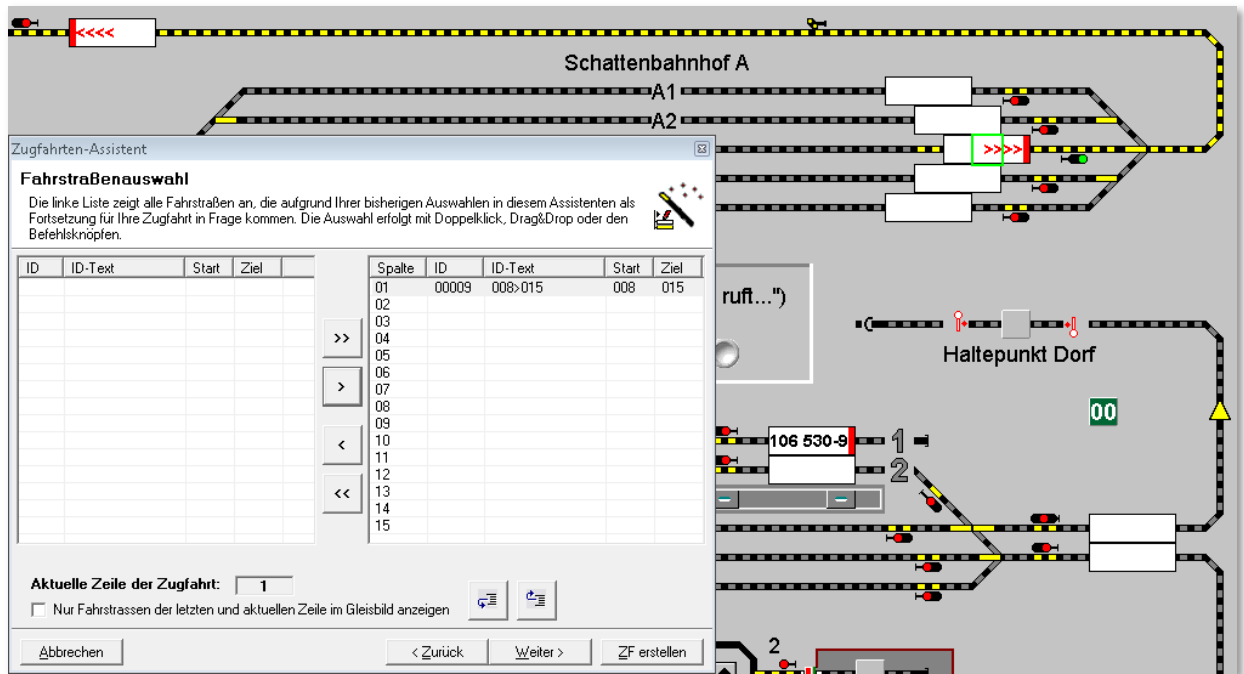 <<<<
Schattenbahnhof A
A1
A2
>>>>
Zugfahrten-Assistent
Fahrstraßenauswahl
Die linke Liste zeigt alle Fahrstraßen an, die aufgrund Ihrer bisherigen Auswahlen in diesem Assistenten als
Fortsetzung für Ihre Zugfahrt in Frage kommen. Die Auswahl erfolgt mit Doppelklick, Drag&Drop oder den
Befehlsknöpfen.
ID ID-Text Start Ziel
Spalte ID ID-Text Start Ziel
01 00009 008>015 008 015
02
03
04
05
06
07
08
09
10
11
12
13
14
15
>>
>
<
<<
Aktuelle Zeile der Zugfahrt: 1
Nur Fahrstrassen der letzten und aktuellen Zeile im Gleisbild anzeigen
Abbrechen < Zurück Weiter > ZF erstellen
ruft...")
Haltepunkt Dorf
00
106 530-9 1
2
2